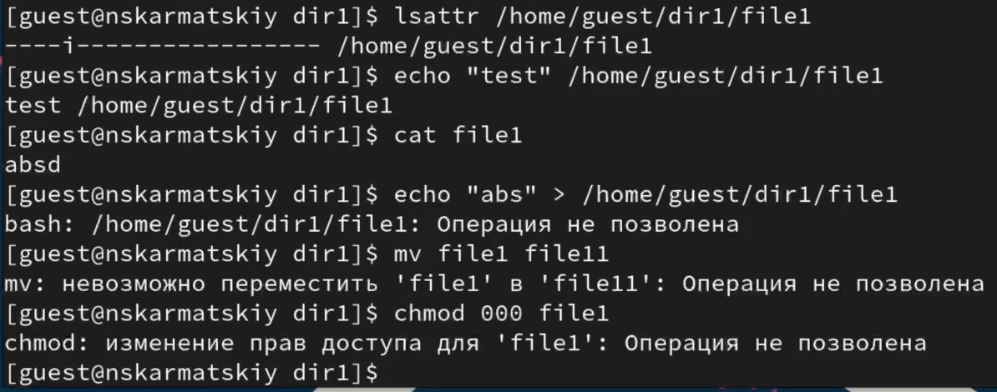 [guest@nskarmatskiy dir1]$ lsattr /home/guest/dir1/file1
----i----------------- /home/guest/dir1/file1
[guest@nskarmatskiy dir1]$ echo "test" /home/guest/dir1/file1
test /home/guest/dir1/file1
[guest@nskarmatskiy dir1]$ cat file1
absd
[guest@nskarmatskiy dir1]$ echo "abs" > /home/guest/dir1/file1
bash: /home/guest/dir1/file1: Операция не позволена
[guest@nskarmatskiy dir1]$ mv file1 file11
mv: невозможно переместить 'file1' в 'file11': Операция не позволена
[guest@nskarmatskiy dir1]$ chmod 000 file1
chmod: изменение прав доступа для 'file1': Операция не позволена
[guest@nskarmatskiy dir1]$